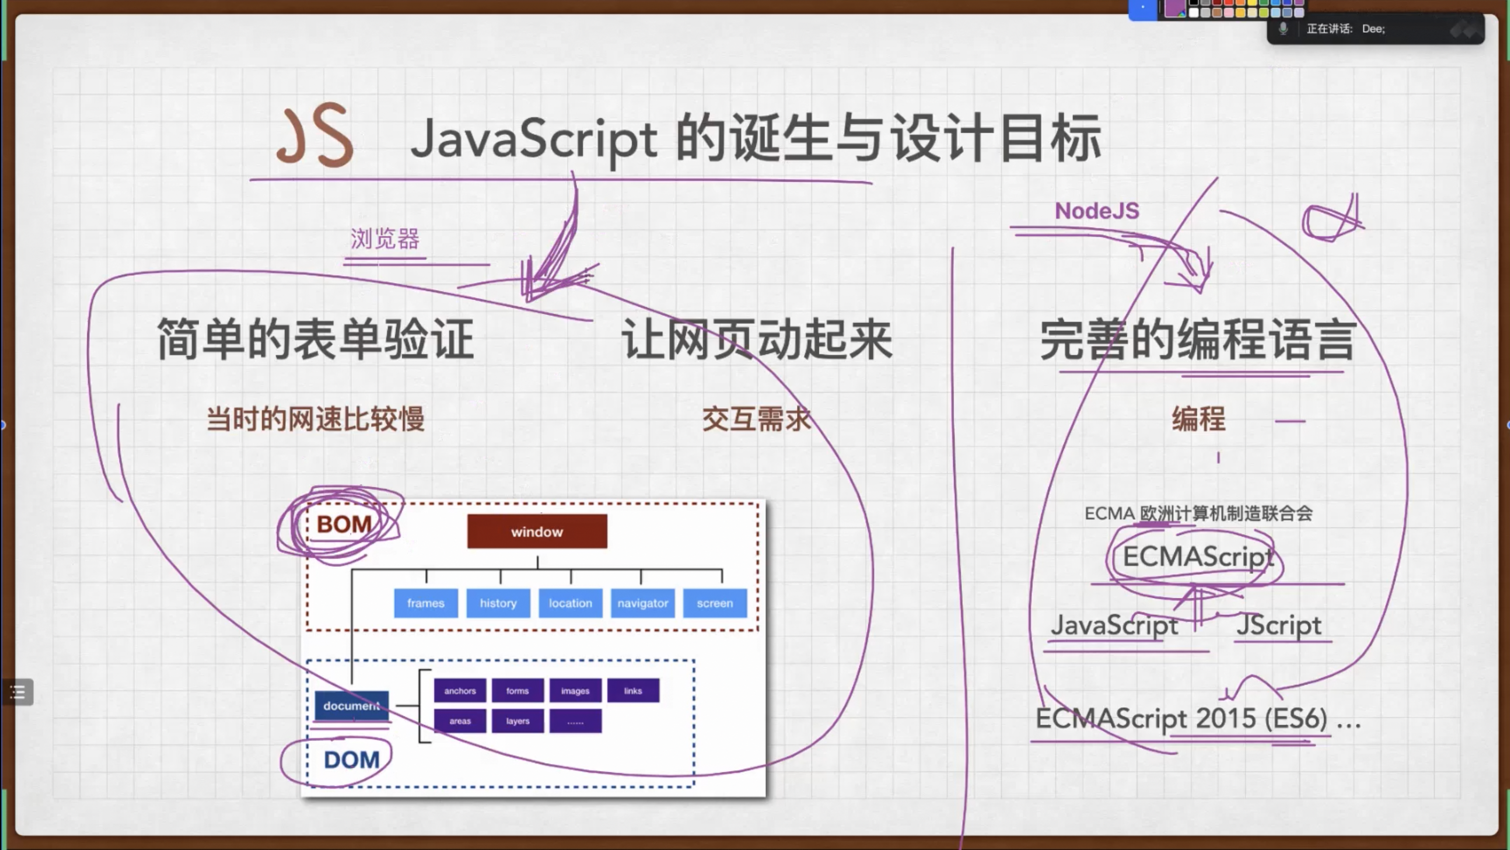 正在讲话: Dee;
JS JavaScript 的诞生与设计目标
浏览器
NodeJS
简单的表单验证
让网页动起来
完善的编程语言
当时的网速比较慢
交互需求
编程
BOM
window
frames history location navigator screen
document
anchors forms images links
areas layers ......
DOM
ECMA 欧洲计算机制造联合会
ECMAScript
JavaScript JScript
ECMAScript 2015 (ES6) ...